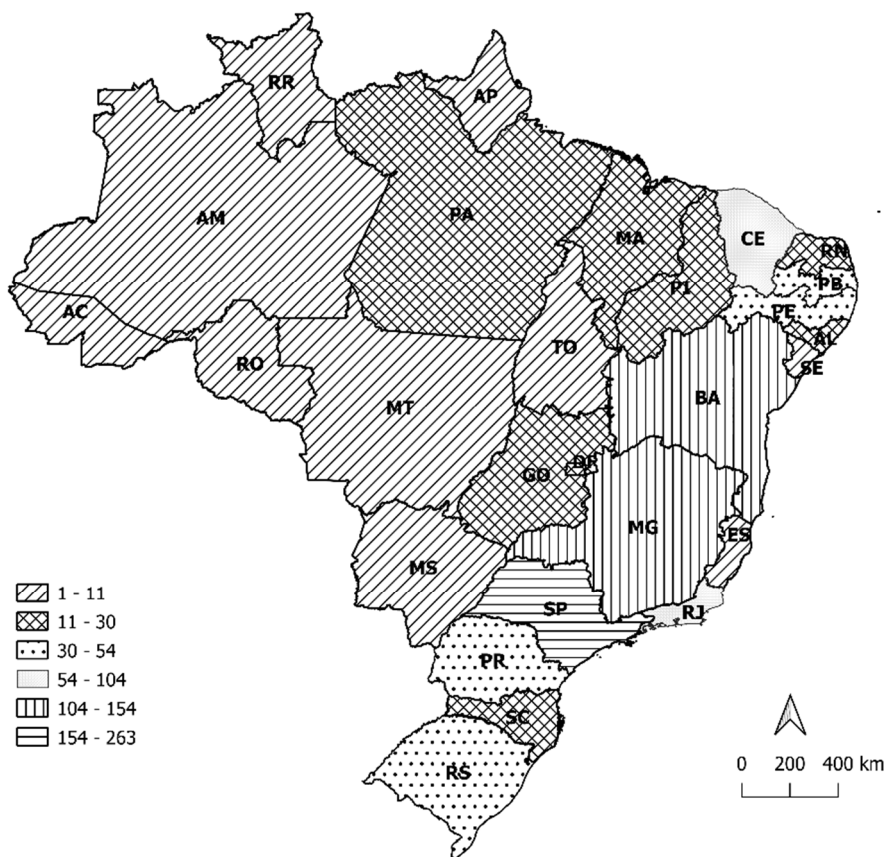 RR
AP
AM
PA
MA
CE
RN
PI
PB
PE
AC
AL
TO
SE
RO
BA
MT
DF
GO
MG
ES
MS
SP
RJ
PR
SC
RS
1 - 11
11 - 30
30 - 54
54 - 104
104 - 154
154 - 263
0 200 400 km